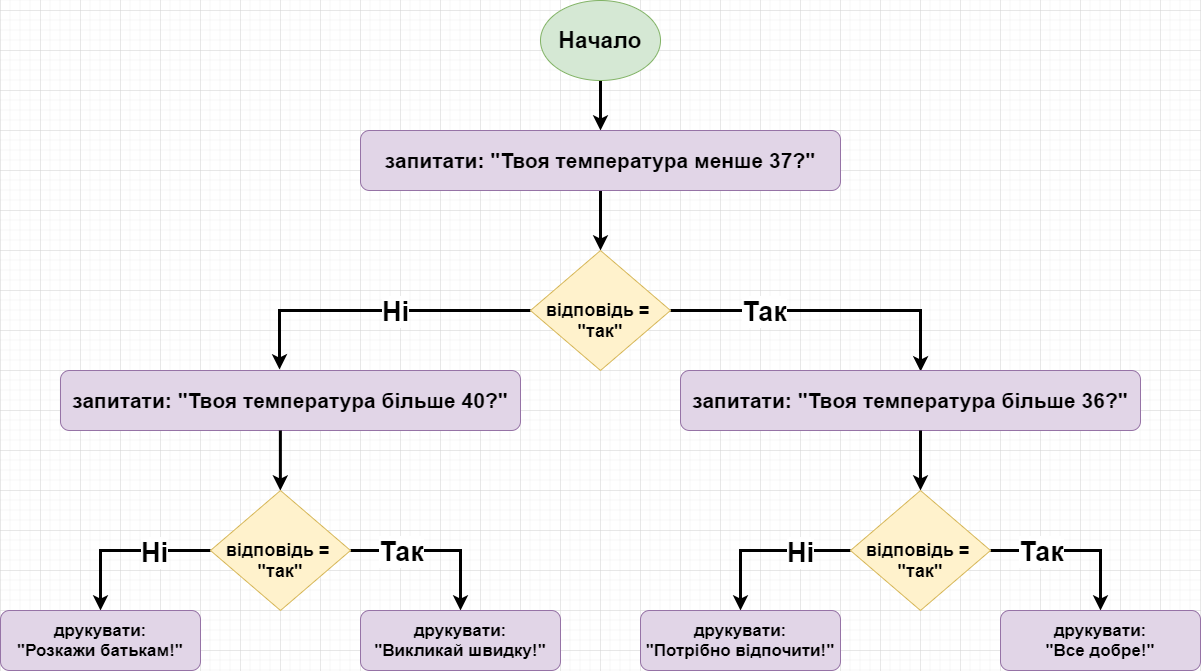 Начало
запитати: "Твоя температура менше 37?"
відповідь =
"так"
Ні
Так
запитати: "Твоя температура більше 40?"
запитати: "Твоя температура більше 36?"
відповідь =
"так"
Ні
Так
відповідь =
"так"
Ні
Так
друкувати:
"Розкажи батькам!"
друкувати:
"Викликай швидку!"
друкувати:
"Потрібно відпочити!"
друкувати:
"Все добре!"